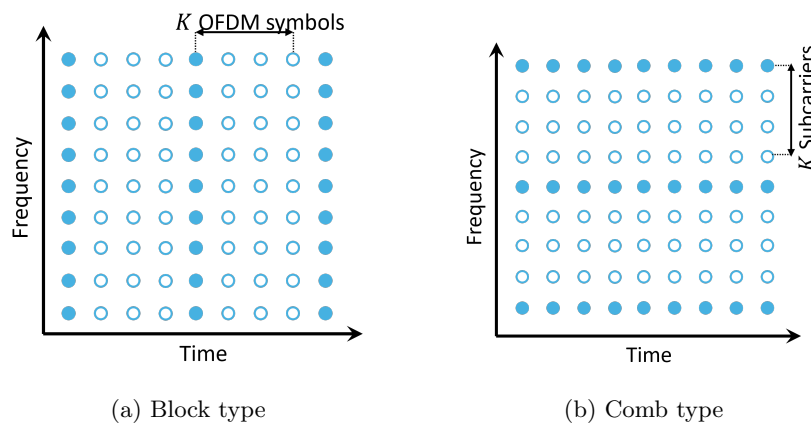 K OFDM symbols
Frequency
Time
(a) Block type
K Subcarriers
Frequency
Time
(b) Comb type